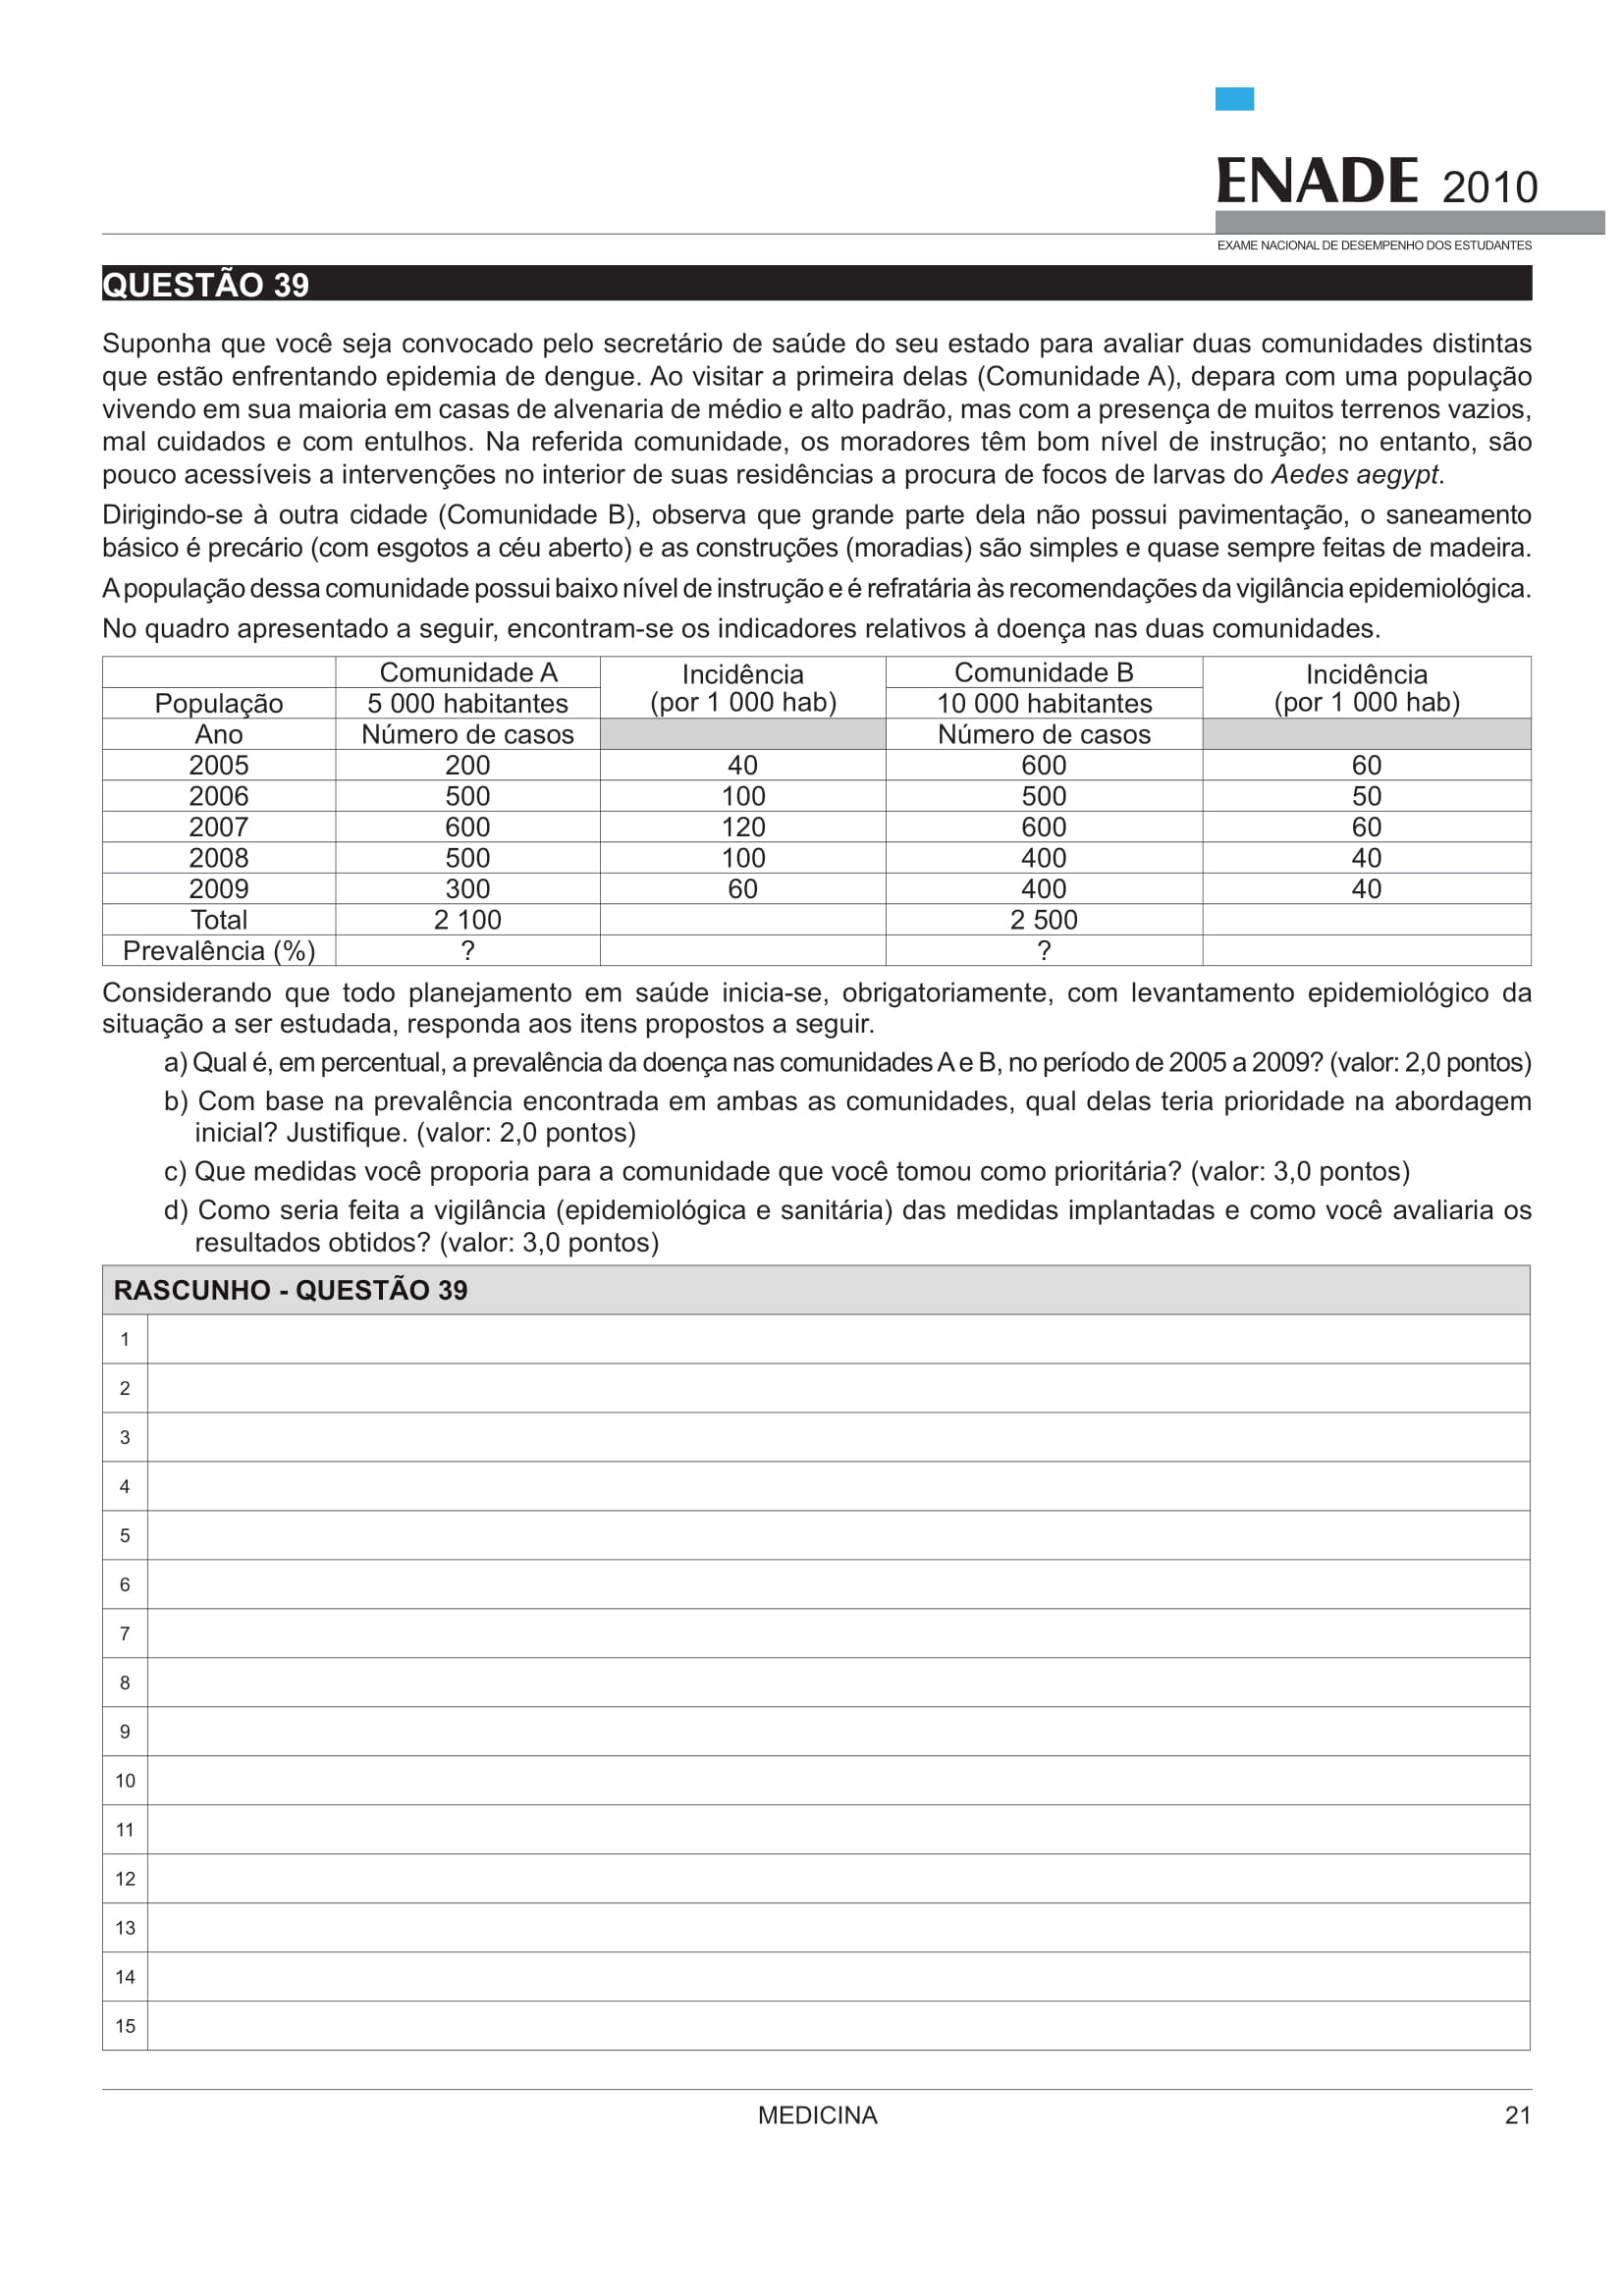 ENADE 2010
EXAME NACIONAL DE DESEMPENHO DOS ESTUDANTES
QUESTÃO 39
Suponha que você seja convocado pelo secretário de saúde do seu estado para avaliar duas comunidades distintas
que estão enfrentando epidemia de dengue. Ao visitar a primeira delas (Comunidade A), depara com uma população
vivendo em sua maioria em casas de alvenaria de médio e alto padrão, mas com a presença de muitos terrenos vazios,
mal cuidados e com entulhos. Na referida comunidade, os moradores têm bom nível de instrução; no entanto, são
pouco acessíveis a intervenções no interior de suas residências a procura de focos de larvas do Aedes aegypt.
Dirigindo-se à outra cidade (Comunidade B), observa que grande parte dela não possui pavimentação, o saneamento
básico é precário (com esgotos a céu aberto) e as construções (moradias) são simples e quase sempre feitas de madeira.
A população dessa comunidade possui baixo nível de instrução e é refratária às recomendações da vigilância epidemiológica.
No quadro apresentado a seguir, encontram-se os indicadores relativos à doença nas duas comunidades.
Comunidade A Incidência Comunidade B Incidência
População 5 000 habitantes (por 1 000 hab) 10 000 habitantes (por 1 000 hab)
Ano Número de casos Número de casos
2005 200 40 600 60
2006 500 100 500 50
2007 600 120 600 60
2008 500 100 400 40
2009 300 60 400 40
Total 2 100 2 500
Prevalência (%) ? ?
Considerando que todo planejamento em saúde inicia-se, obrigatoriamente, com levantamento epidemiológico da
situação a ser estudada, responda aos itens propostos a seguir.
a) Qual é, em percentual, a prevalência da doença nas comunidades A e B, no período de 2005 a 2009? (valor: 2,0 pontos)
b) Com base na prevalência encontrada em ambas as comunidades, qual delas teria prioridade na abordagem
inicial? Justifique. (valor: 2,0 pontos)
c) Que medidas você proporia para a comunidade que você tomou como prioritária? (valor: 3,0 pontos)
d) Como seria feita a vigilância (epidemiológica e sanitária) das medidas implantadas e como você avaliaria os
resultados obtidos? (valor: 3,0 pontos)
RASCUNHO - QUESTÃO 39
1
2
3
4
5
6
7
8
9
10
11
12
13
14
15
MEDICINA 21